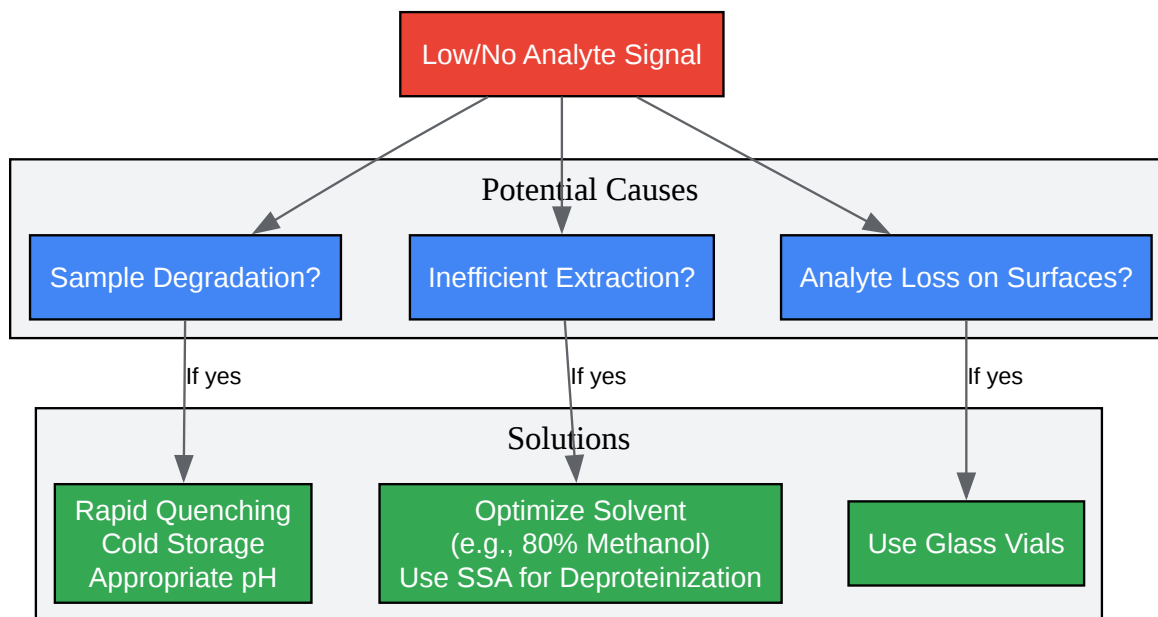 Low/No Analyte Signal
Potential Causes
Sample Degradation?
Inefficient Extraction?
Analyte Loss on Surfaces?
If yes
If yes
If yes
Solutions
Rapid Quenching
Cold Storage
Appropriate pH
Optimize Solvent
(e.g., 80% Methanol)
Use SSA for Deproteinization
Use Glass Vials